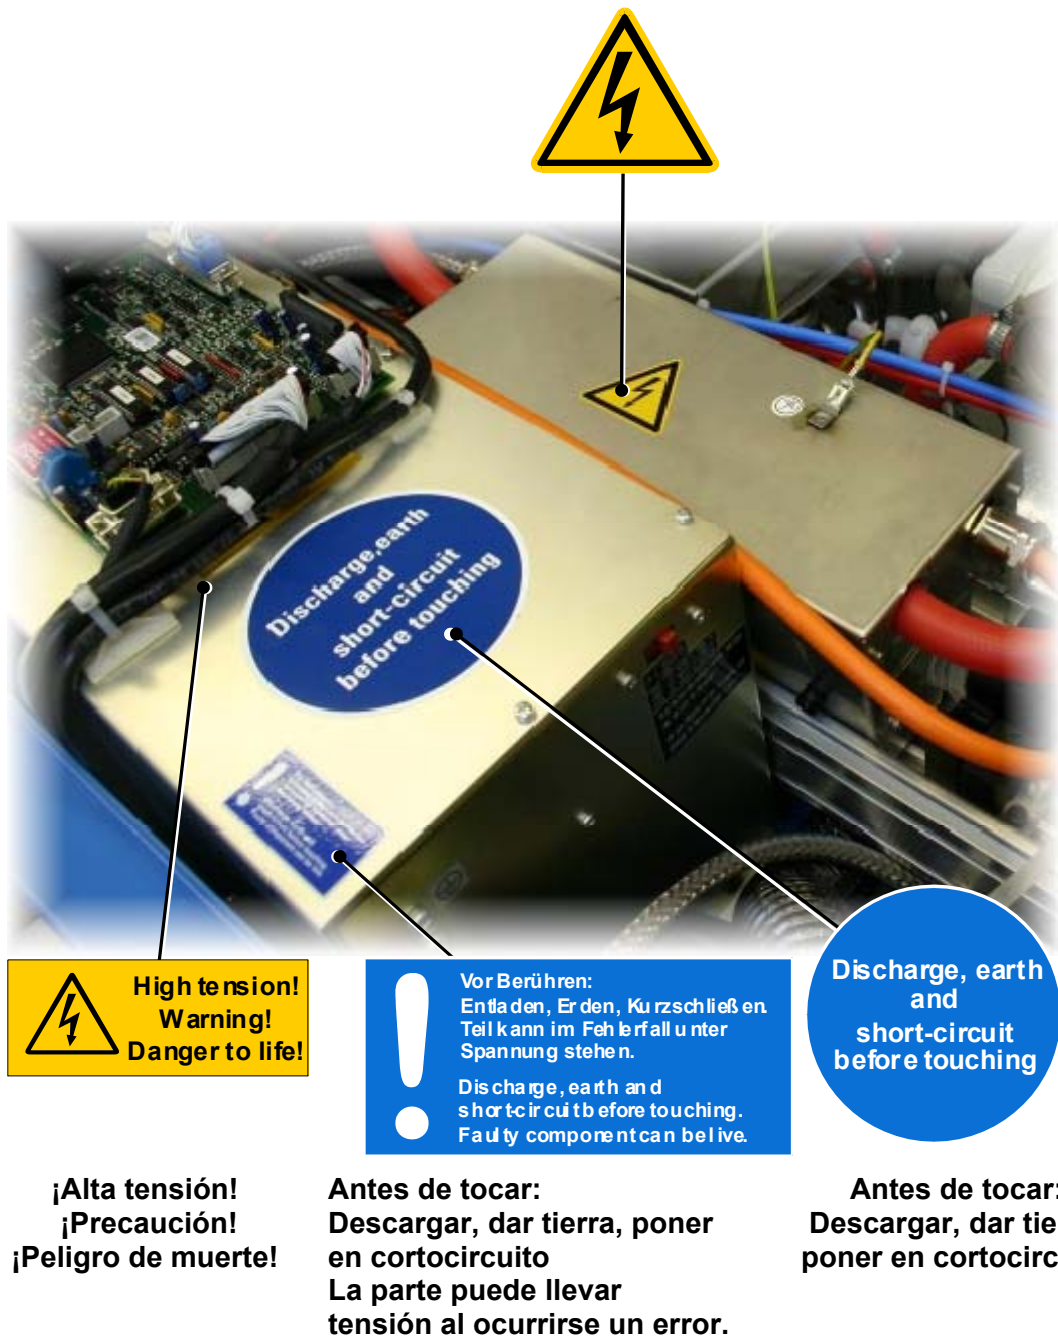 Discharge,earth
and
short-circuit
before touching
High tension!
Warning!
Danger to life!
Vor Berühren:
Entladen, Erden, Kurzschließen.
Teil kann im Fehlerfall unter
Spannung stehen.
Discharge, earth and
short-circuit before touching.
Faulty component can be live.
Discharge, earth
and
short-circuit
before touching
¡Alta tensión!
¡Precaución!
¡Peligro de muerte!
Antes de tocar:
Descargar, dar tierra, poner
en cortocircuito
La parte puede llevar
tensión al ocurrirse un error.
Antes de tocar:
Descargar, dar tie
poner en cortocirc